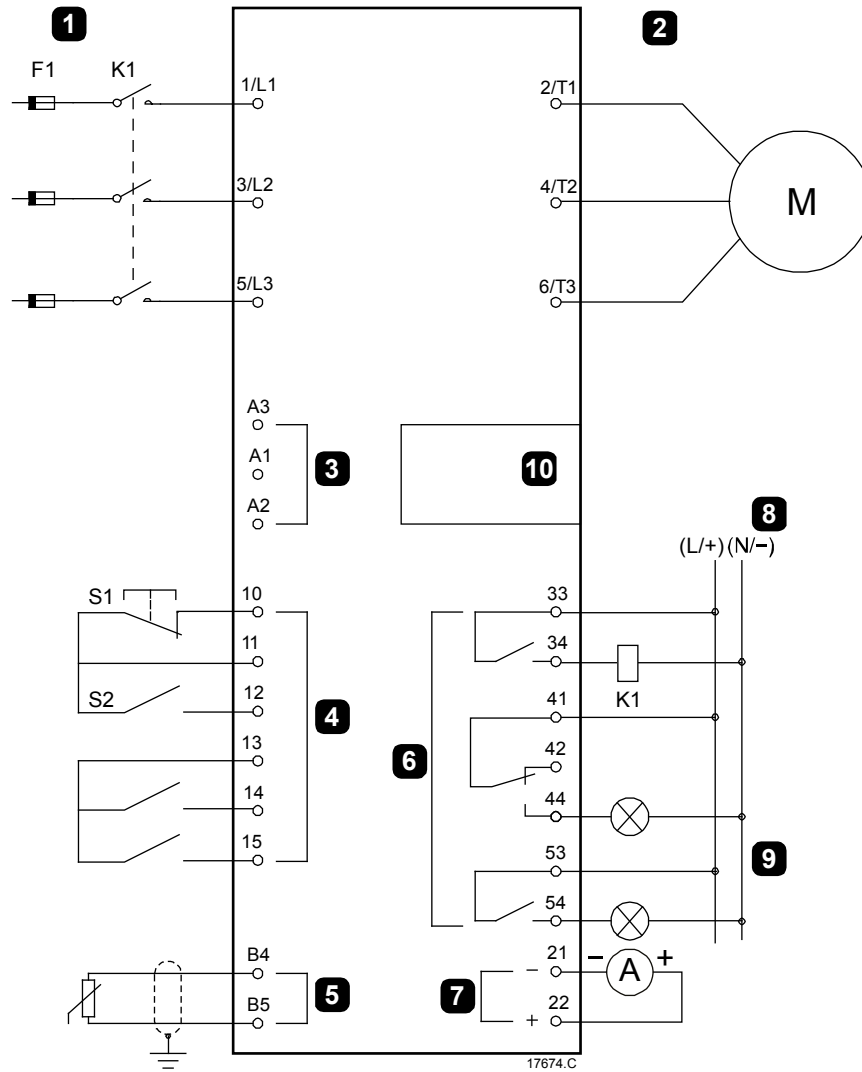 1
2
F1
K1
1/L1
2/T1
3/L2
4/T2
M
5/L3
6/T3
A3
A1
3
10
A2
8
(L/+)
(N/−)
S1
10
33
11
34
S2
12
K1
4
41
13
6
42
14
44
15
9
53
54
B4
21
− A +
5
7
−
B5
22
+
17674.C